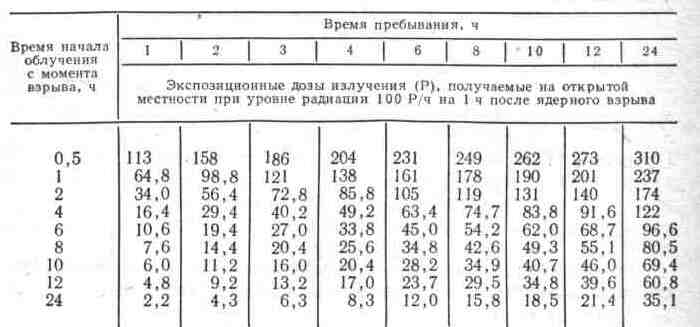 Время начала облучения с момента взрыва, ч
Время пребывания, ч
1 2 3 4 6 8 10 12 24
Экспозиционные дозы излучения (Р), получаемые на открытой
местности при уровне радиации 100 Р/ч на 1 ч после ядерного взрыва
0,5 113 158 186 204 231 249 262 273 310
1 64,8 98,8 121 138 161 178 190 201 237
2 34,0 56,4 72,8 85,8 105 119 131 140 174
4 16,4 29,4 40,2 49,2 63,4 74,7 83,8 91,6 122
6 10,6 19,4 27,0 33,8 45,0 54,2 62,0 68,7 96,6
8 7,6 14,4 20,4 25,6 34,8 42,6 49,3 55,1 80,5
10 6,0 11,2 16,0 20,4 28,2 34,9 40,7 46,0 69,4
12 4,8 9,2 13,2 17,0 23,7 29,5 34,8 39,6 60,8
24 2,2 4,3 6,3 8,3 12,0 15,8 18,5 21,4 35,1